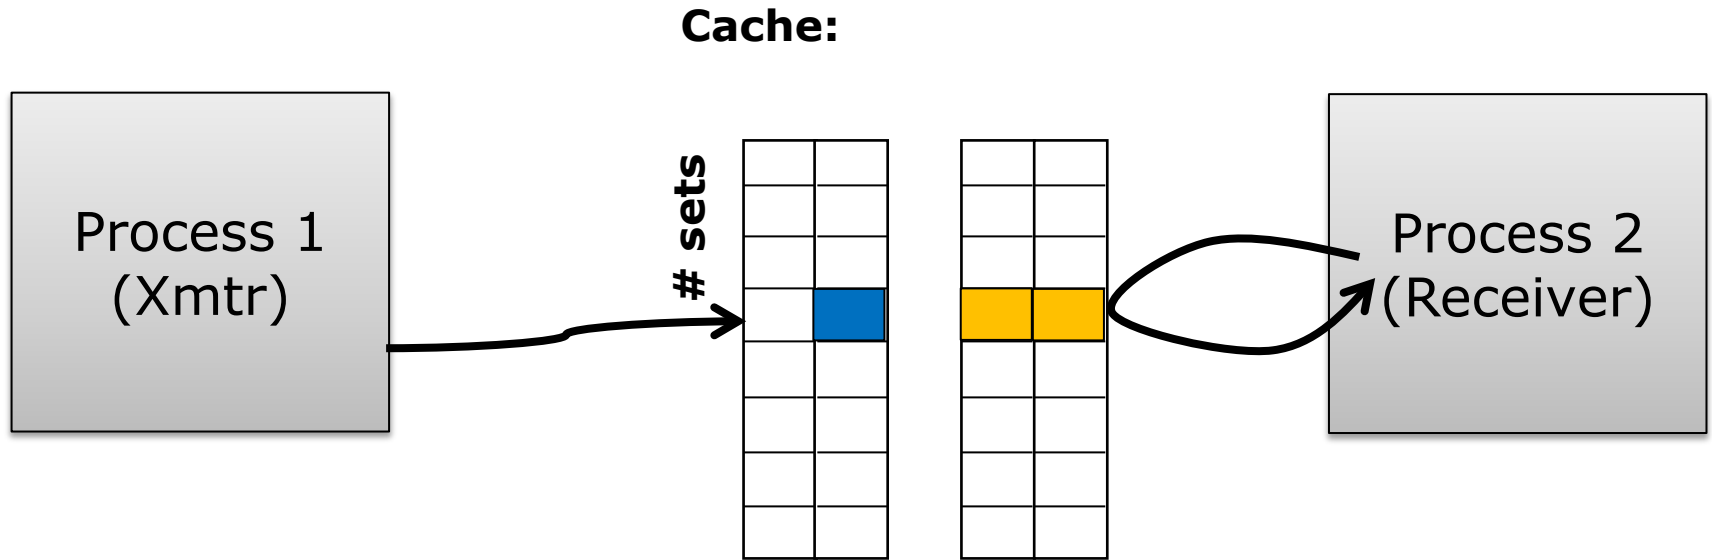 Cache:
Process 1
(Xmtr)
# sets
Process 2
(Receiver)